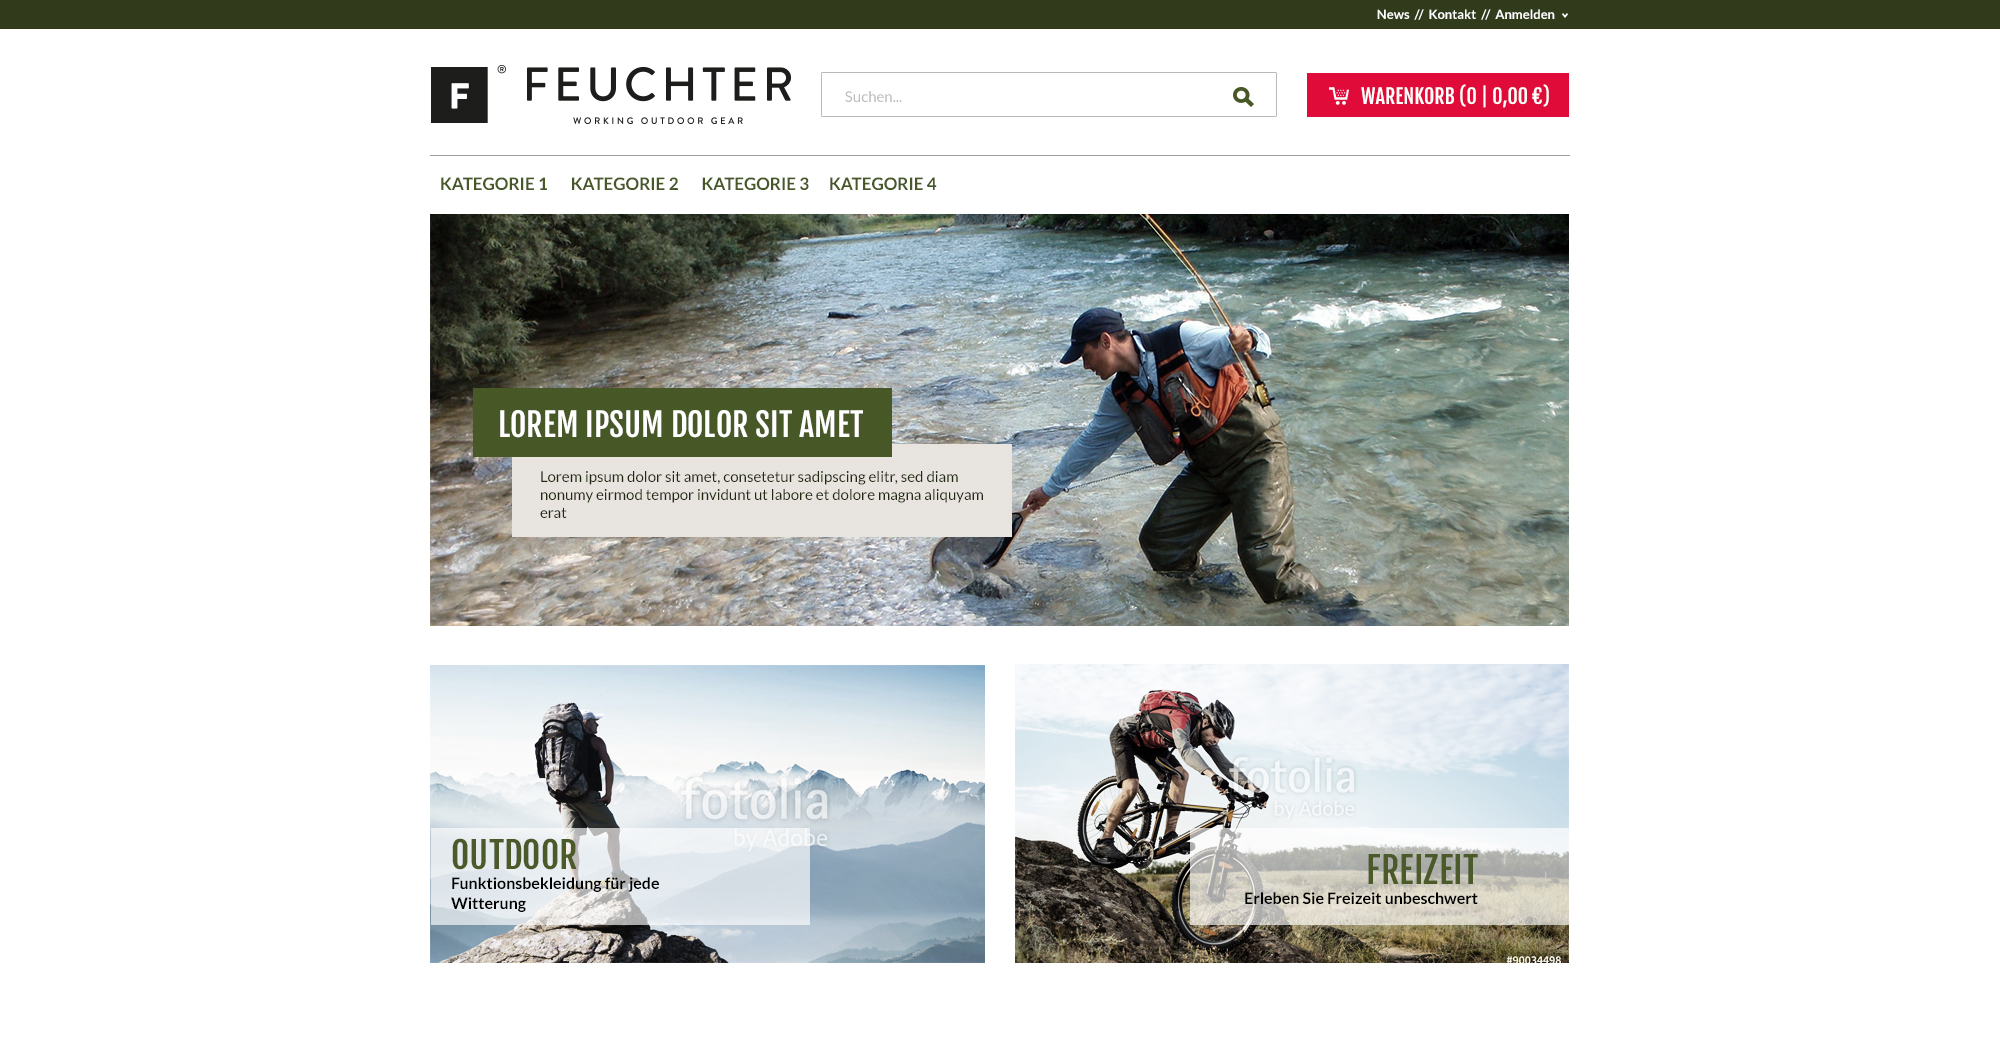 News // Kontakt // Anmelden
F ® FEUCHTER
WORKING OUTDOOR GEAR
Suchen...
WARENKORB (0 | 0,00 €)
KATEGORIE 1 KATEGORIE 2 KATEGORIE 3 KATEGORIE 4
LOREM IPSUM DOLOR SIT AMET
Lorem ipsum dolor sit amet, consetetur sadipscing elitr, sed diam
nonumy eirmod tempor invidunt ut labore et dolore magna aliquyam
erat
fotolia
by Adobe
OUTDOOR
Funktionsbekleidung für jede
Witterung
fotolia
by Adobe
FREIZEIT
Erleben Sie Freizeit unbeschwert
#90034498